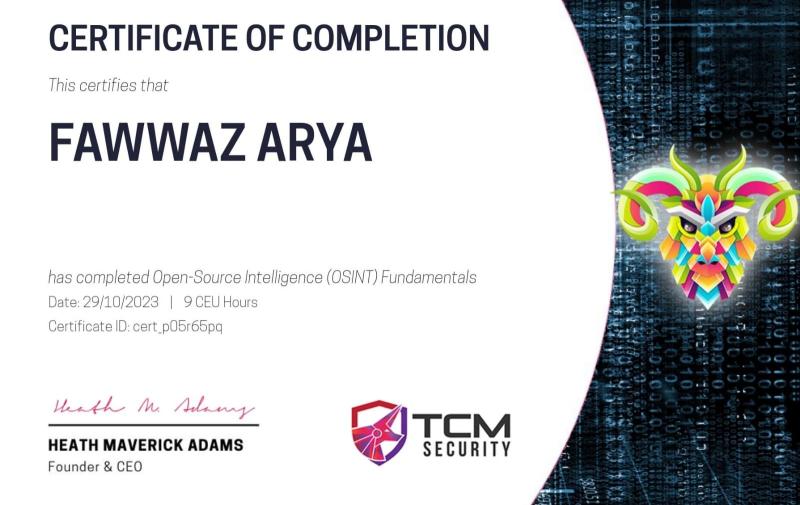 CERTIFICATE OF COMPLETION
This certifies that
FAWWAZ ARYA
has completed Open-Source Intelligence (OSINT) Fundamentals
Date: 29/10/2023 | 9 CEU Hours
Certificate ID: cert_p05r65pq
Heath M. Adams
HEATH MAVERICK ADAMS
Founder & CEO
TCM
SECURITY